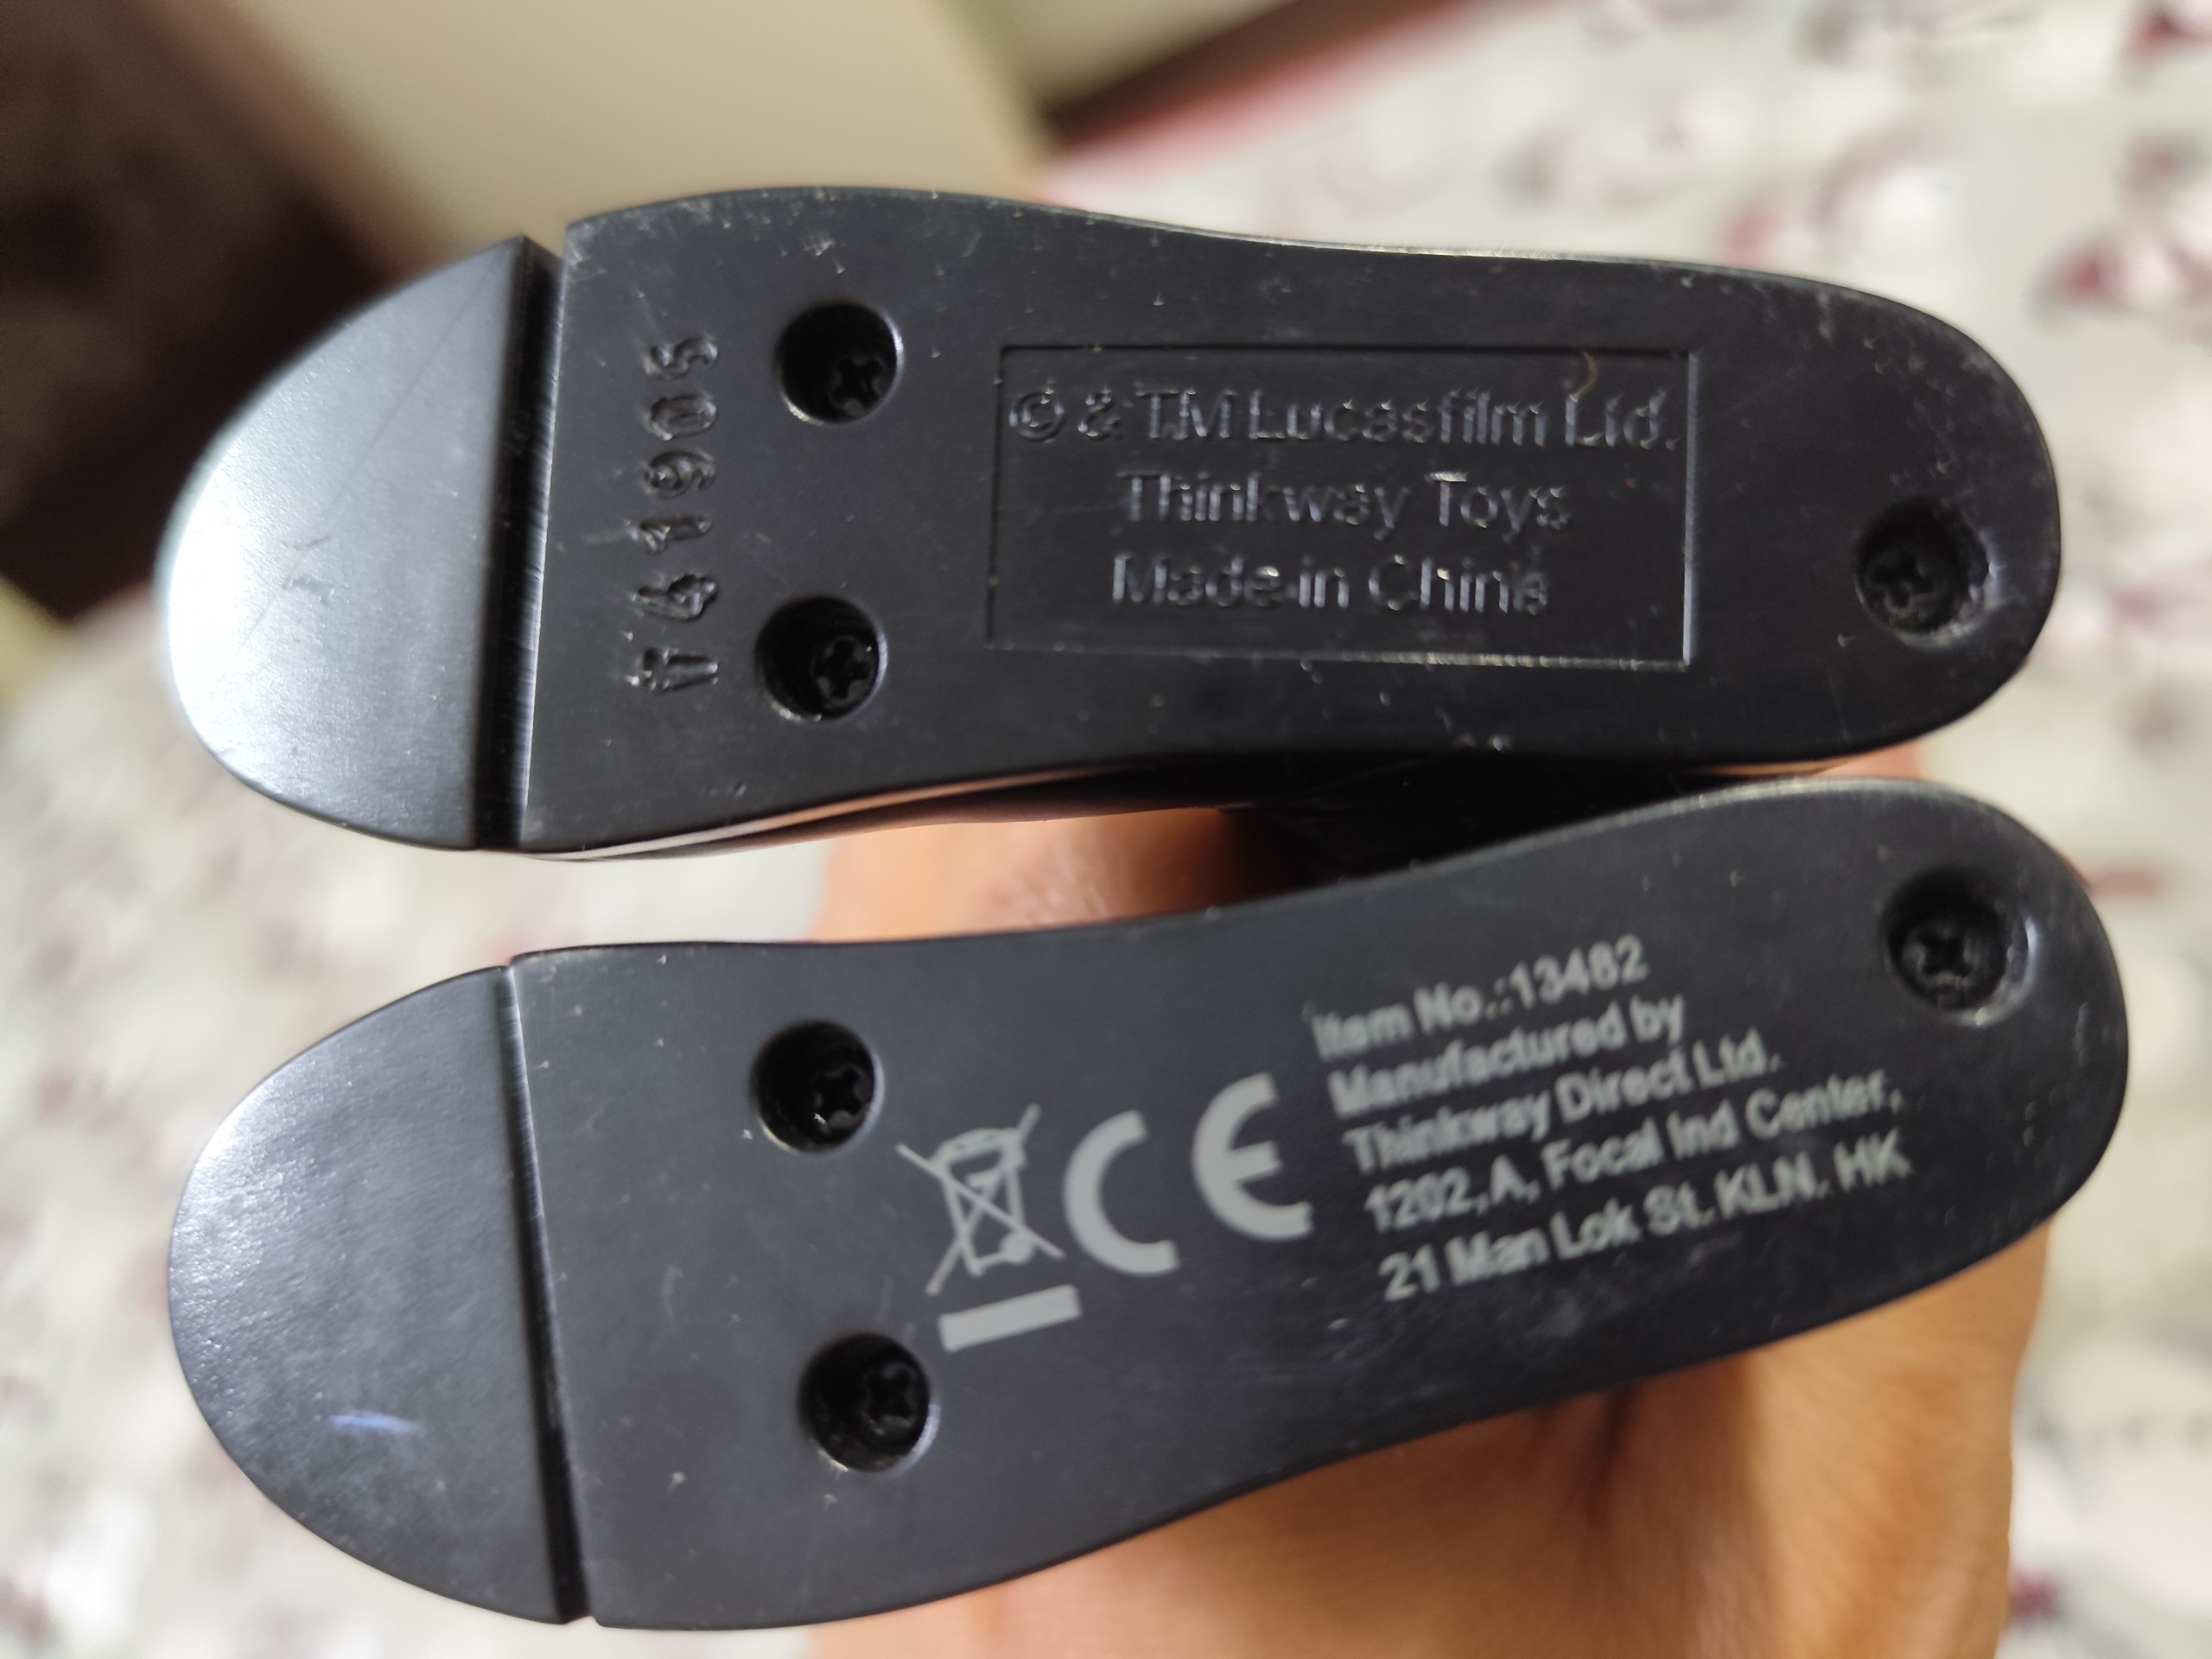 41905
© & TM Lucasfilm Ltd.
Thinkway Toys
Made in China
CE
Item No.:13482
Manufactured by
Thinkway Direct Ltd.
1202,A, Focal Ind Center,
21 Man Lok St. KLN. HK